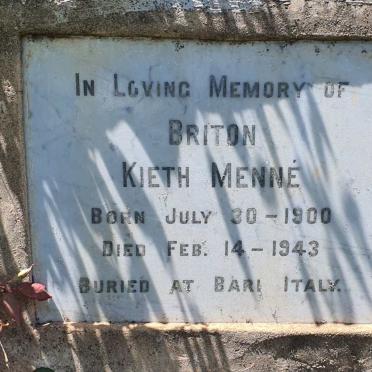 In Loving Memory of
Briton
Kieth Menné
Born July 30 - 1900
Died Feb. 14 - 1943
Buried at Bari Italy.